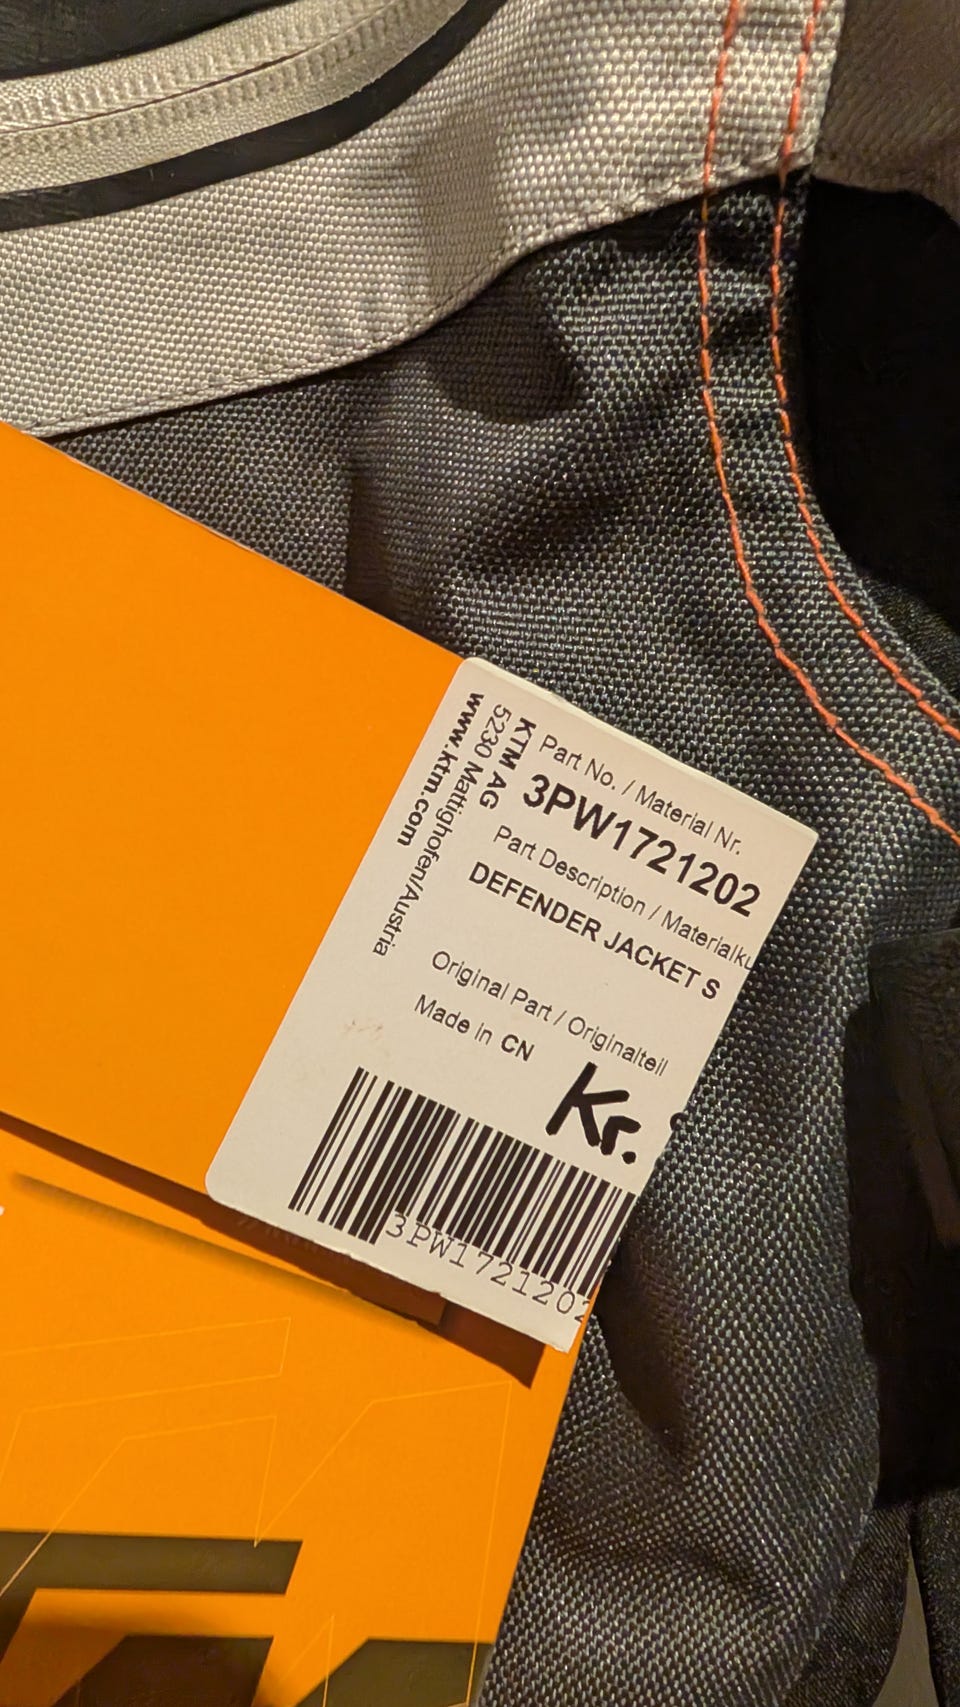 KTM AG
5230 Mattighofen/Austria
www.ktm.com
Part No. / Material Nr.
3PW1721202
Part Description / Materialku
DEFENDER JACKET S
Original Part / Originalteil
Made in CN
Kr.
3PW1721202